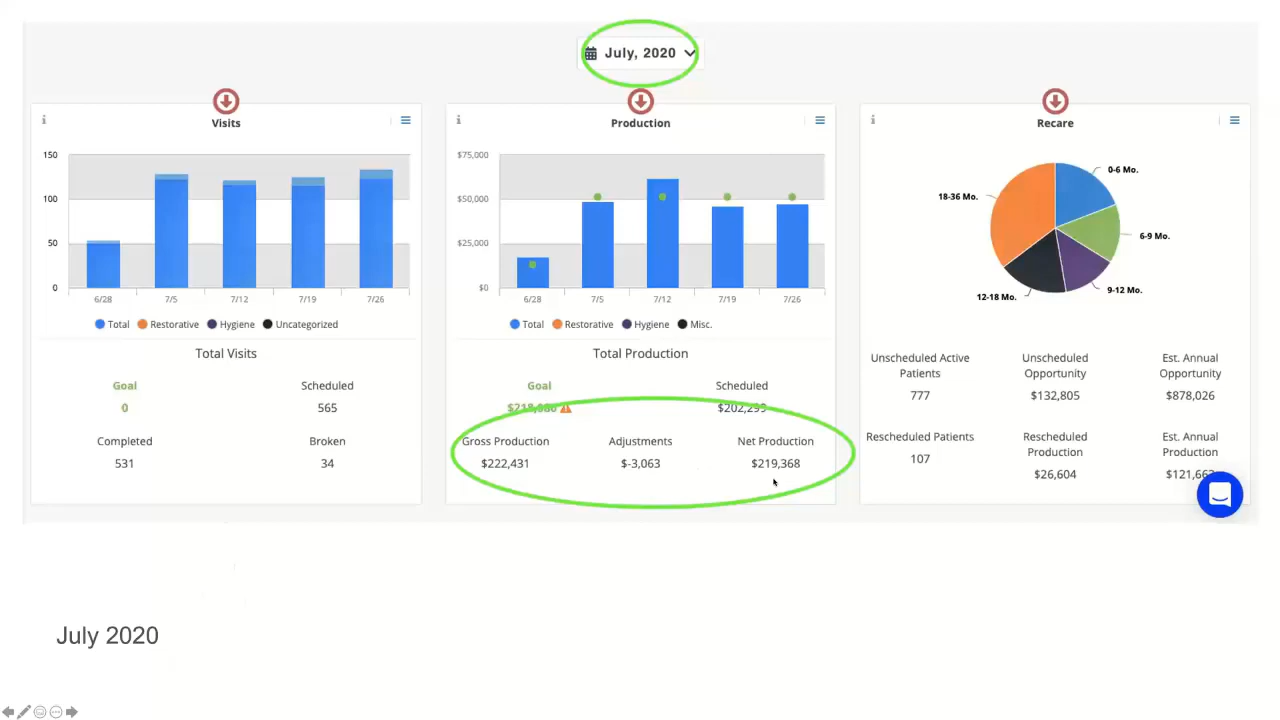 July, 2020
Visits
150
100
50
0
6/28 7/5 7/12 7/19 7/26
Total Restorative Hygiene Uncategorized
Total Visits
Goal Scheduled
0 565
Completed Broken
531 34
Production
$75,000
$50,000
$25,000
$0
6/28 7/5 7/12 7/19 7/26
Total Restorative Hygiene Misc.
Total Production
Goal Scheduled
$202,299
Gross Production Adjustments Net Production
$222,431 $-3,063 $219,368
Recare
0-6 Mo.
18-36 Mo.
6-9 Mo.
9-12 Mo.
12-18 Mo.
Unscheduled Active Unscheduled Est. Annual
Patients Opportunity Opportunity
777 $132,805 $878,026
Rescheduled Patients Rescheduled Est. Annual
Production Production
107 $26,604
July 2020